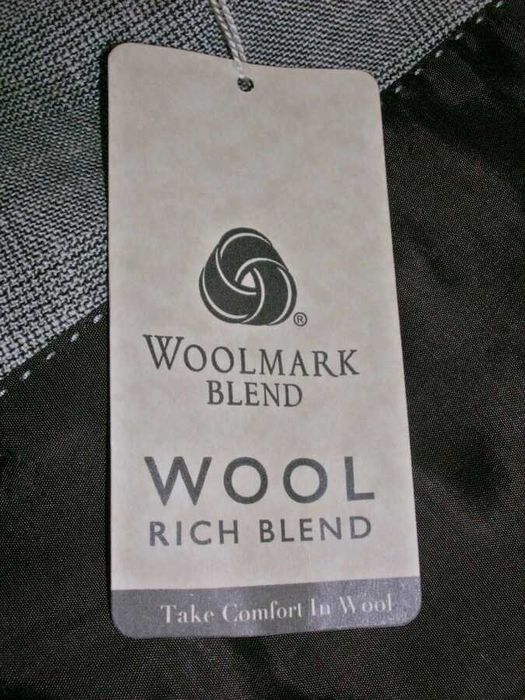 ®
WOOLMARK
BLEND
WOOL
RICH BLEND
Take Comfort In Wool